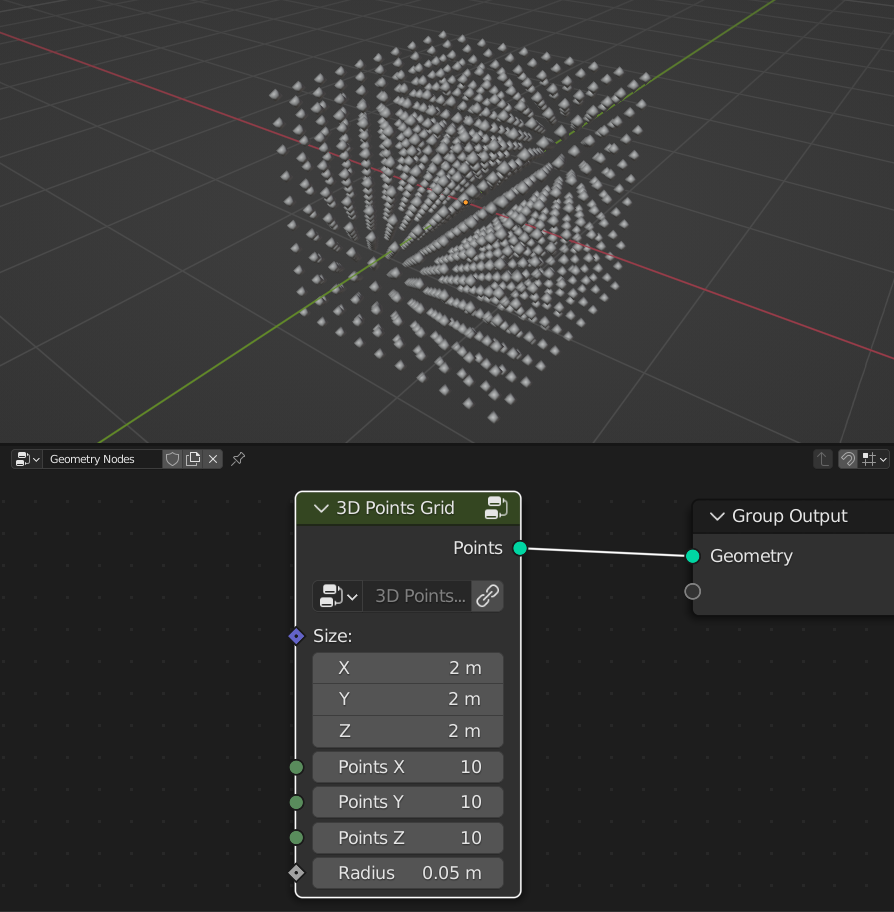 Geometry Nodes
3D Points Grid
Group Output
Points
Geometry
3D Points...
Size:
X 2 m
Y 2 m
Z 2 m
Points X 10
Points Y 10
Points Z 10
Radius 0.05 m